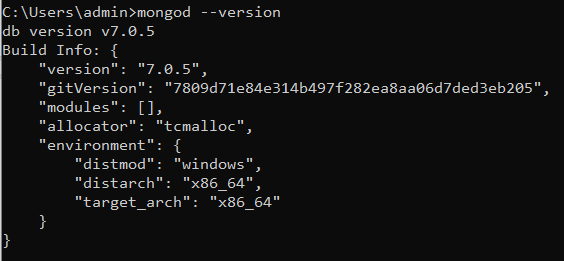 C:\Users\admin>mongod --version
db version v7.0.5
Build Info: {
    "version": "7.0.5",
    "gitVersion": "7809d71e84e314b497f282ea8aa06d7ded3eb205",
    "modules": [],
    "allocator": "tcmalloc",
    "environment": {
        "distmod": "windows",
        "distarch": "x86_64",
        "target_arch": "x86_64"
    }
}